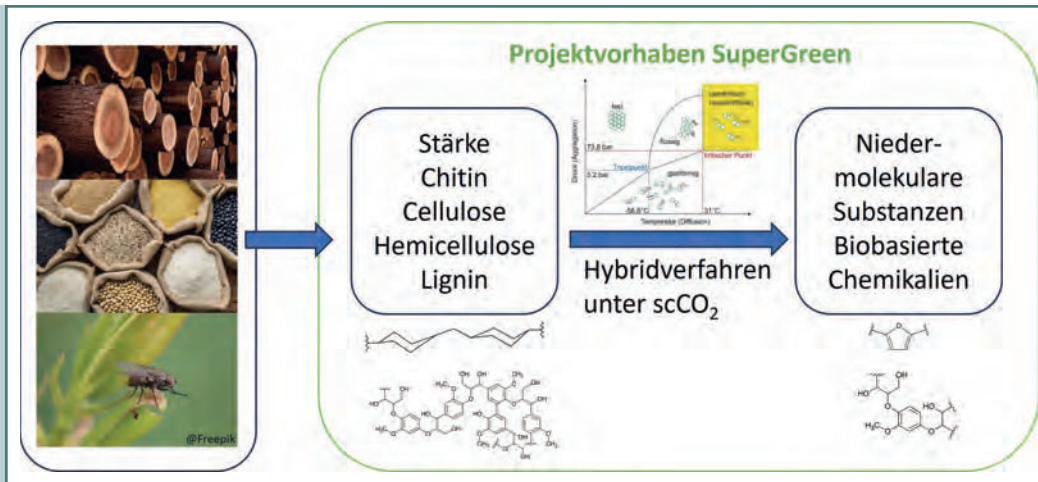 Projektvorhaben SuperGreen
Stärke
Chitin
Cellulose
Hemicellulose
Lignin
Druck (Aggregation)
73,8 bar
5,2 bar
fest
flüssig
gasförmig
Tripelpunkt
kritischer Punkt
-56,6°C
31°C
Temperatur (Diffusion)
Hybridverfahren
unter scCO₂
Nieder-
molekulare
Substanzen
Biobasierte
Chemikalien
@Freepik